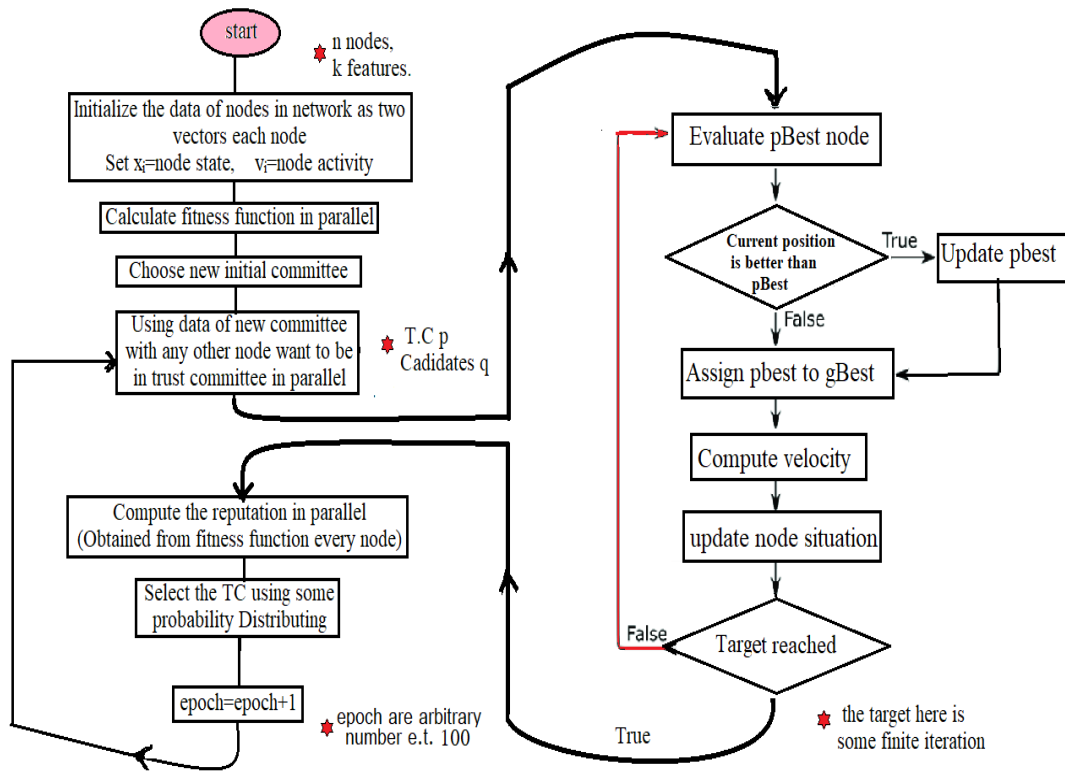 start
n nodes,
k features.
Initialize the data of nodes in network as two
vectors each node
Set xᵢ=node state, vᵢ=node activity
Calculate fitness function in parallel
Choose new initial committee
Using data of new committee
with any other node want to be
in trust committee in parallel
T.C p
Cadidates q
Evaluate pBest node
Current position
is better than
pBest
True
Update pbest
False
Assign pbest to gBest
Compute velocity
update node situation
Target reached
False
True
the target here is
some finite iteration
Compute the reputation in parallel
(Obtained from fitness function every node)
Select the TC using some
probability Distributing
epoch=epoch+1
epoch are arbitrary
number e.t. 100